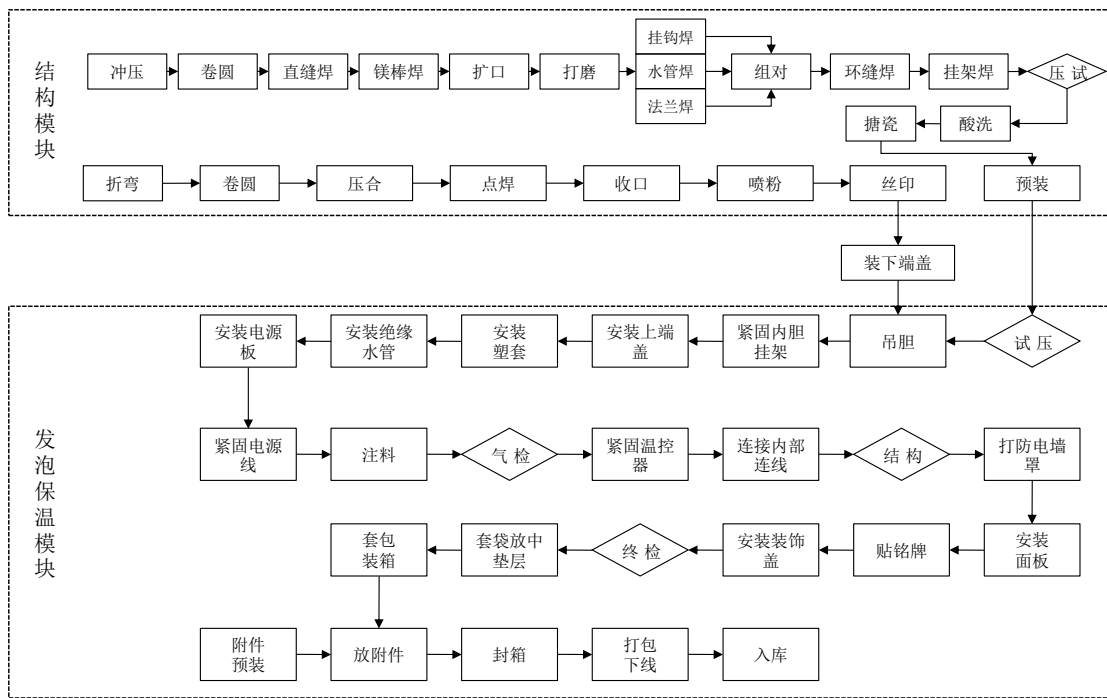 结构模块
挂钩焊
冲压
卷圆
直缝焊
镁棒焊
扩口
打磨
水管焊
组对
环缝焊
挂架焊
压试
法兰焊
搪瓷
酸洗
折弯
卷圆
压合
点焊
收口
喷粉
丝印
预装
装下端盖
发泡保温模块
安装电源
板
安装绝缘
水管
安装
塑套
安装上端
盖
紧固内胆
挂架
吊胆
试压
紧固电源
线
注料
气检
紧固温控
器
连接内部
连线
结构
打防电墙
罩
套包
装箱
套袋放中
垫层
终检
安装装饰
盖
贴铭牌
安装
面板
附件
预装
放附件
封箱
打包
下线
入库